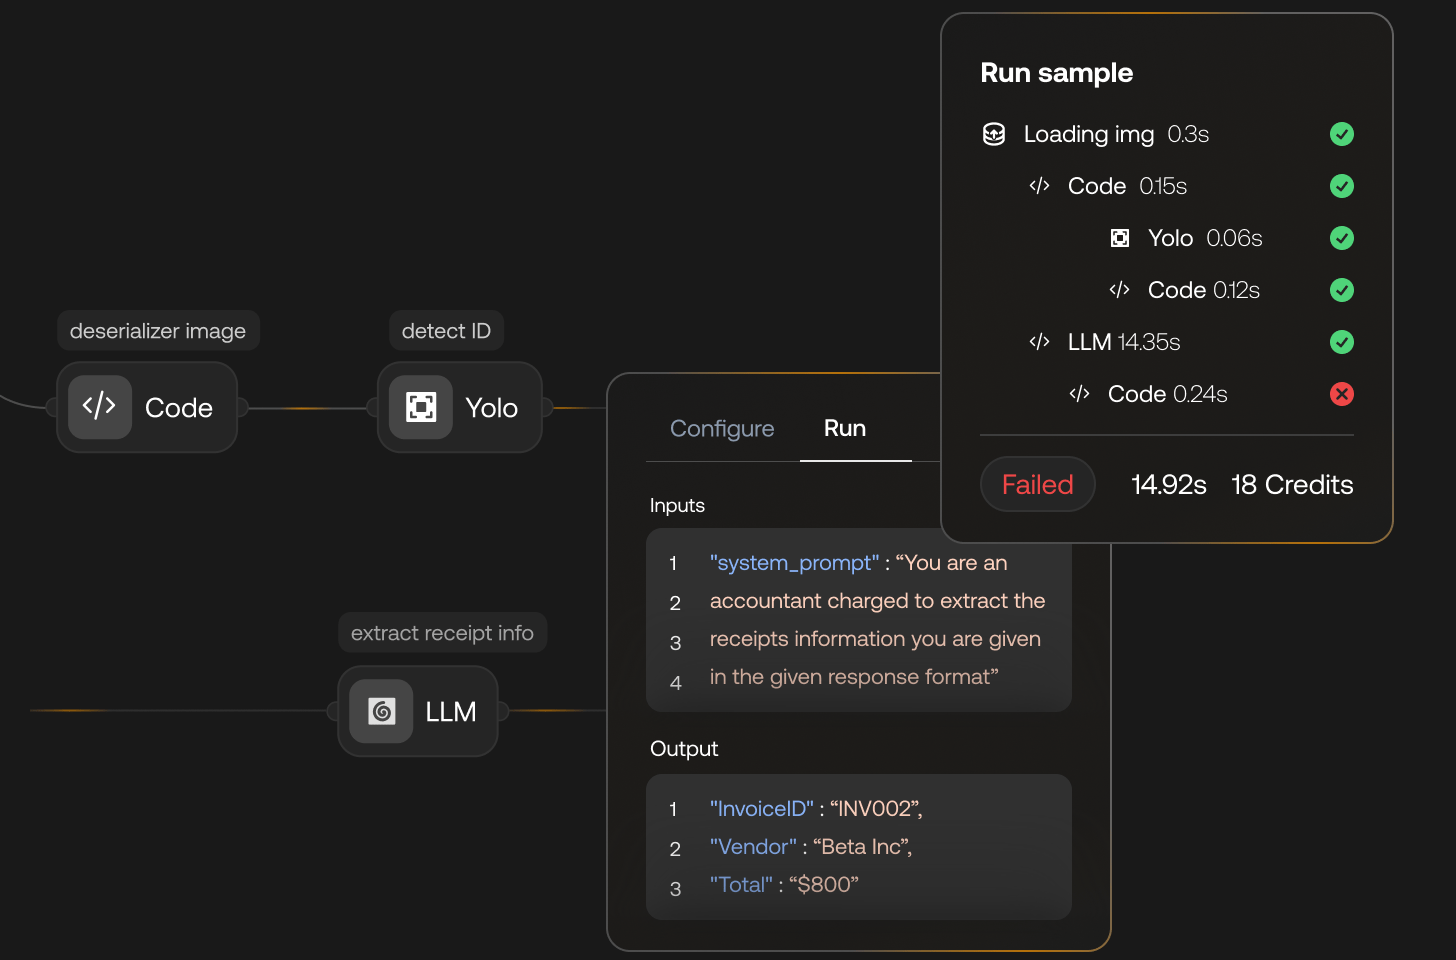 Run sample
Loading img 0.3s
Code 0.15s
Yolo 0.06s
Code 0.12s
LLM 14.35s
Code 0.24s
Failed 14.92s 18 Credits
deserializer image
Code
detect ID
Yolo
extract receipt info
LLM
Configure Run
Inputs
1 "system_prompt" : “You are an
2 accountant charged to extract the
3 receipts information you are given
4 in the given response format”
Output
1 "InvoiceID" : “INV002”,
2 "Vendor" : “Beta Inc”,
3 "Total" : “$800”